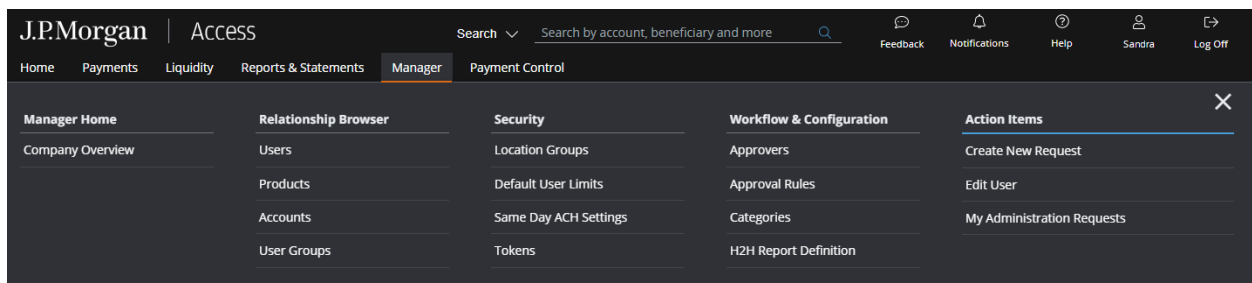 J.P.Morgan | Access
Search
Search by account, beneficiary and more
Feedback
Notifications
Help
Sandra
Log Off
Home Payments Liquidity Reports & Statements Manager Payment Control
Manager Home
Company Overview
Relationship Browser
Users
Products
Accounts
User Groups
Security
Location Groups
Default User Limits
Same Day ACH Settings
Tokens
Workflow & Configuration
Approvers
Approval Rules
Categories
H2H Report Definition
Action Items
Create New Request
Edit User
My Administration Requests